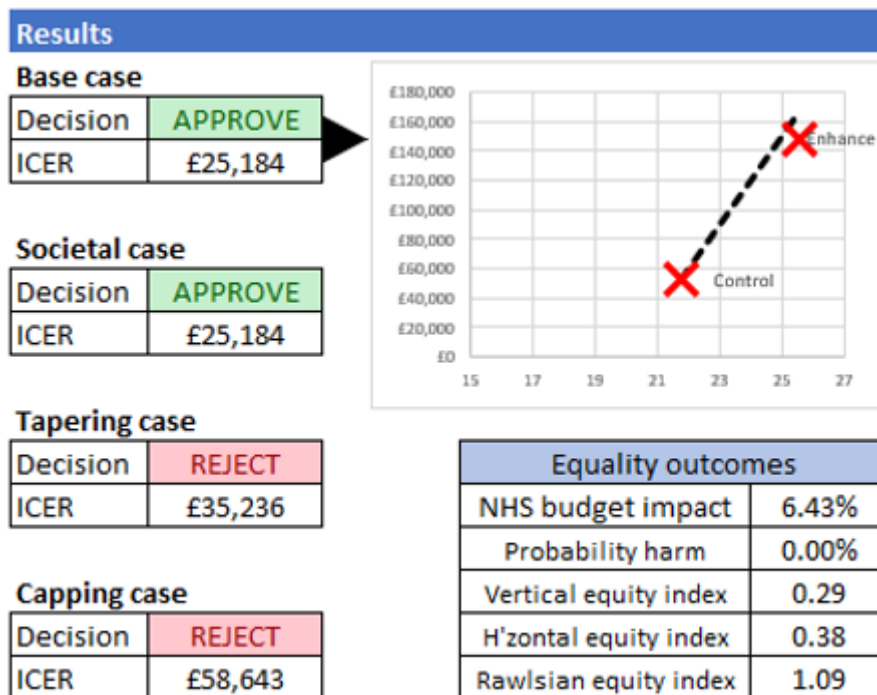 Results
Base case
Decision APPROVE
ICER £25,184
Societal case
Decision APPROVE
ICER £25,184
Tapering case
Decision REJECT
ICER £35,236
Capping case
Decision REJECT
ICER £58,643
£180,000
£160,000
£140,000
£120,000
£100,000
£80,000
£60,000
£40,000
£20,000
£0
15 17 19 21 23 25 27
Enhance
Control
Equality outcomes
NHS budget impact 6.43%
Probability harm 0.00%
Vertical equity index 0.29
H'zontal equity index 0.38
Rawlsian equity index 1.09